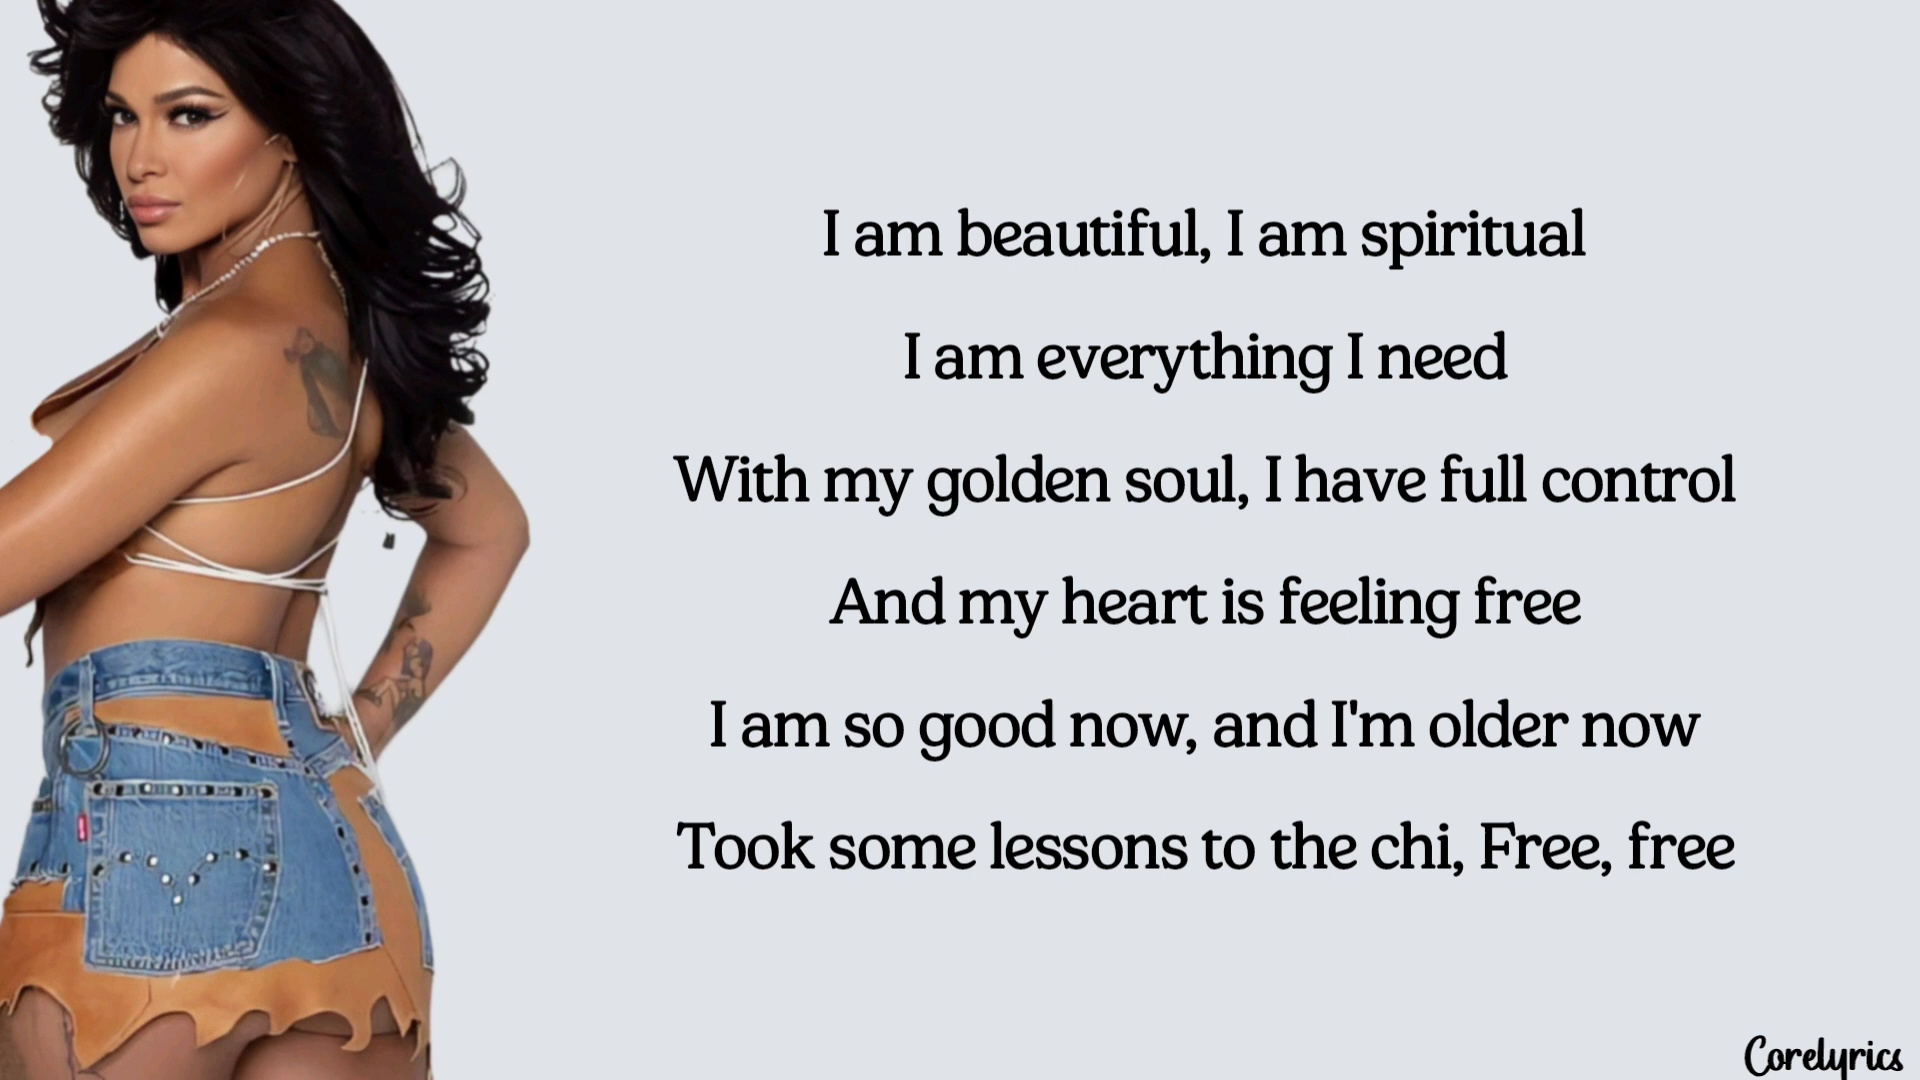 I am beautiful, I am spiritual
I am everything I need
With my golden soul, I have full control
And my heart is feeling free
I am so good now, and I'm older now
Took some lessons to the chi, Free, free
Corelyrics